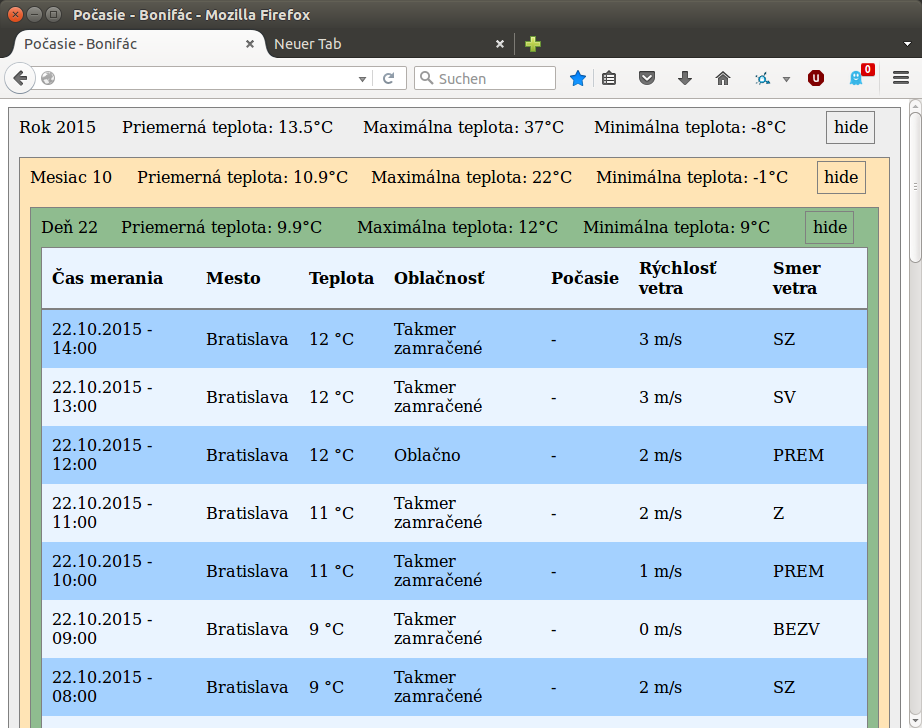 Počasie - Bonifác - Mozilla Firefox
Počasie - Bonifác
Neuer Tab
Suchen
0
Rok 2015 Priemerná teplota: 13.5°C Maximálna teplota: 37°C Minimálna teplota: -8°C hide
Mesiac 10 Priemerná teplota: 10.9°C Maximálna teplota: 22°C Minimálna teplota: -1°C hide
Deň 22 Priemerná teplota: 9.9°C Maximálna teplota: 12°C Minimálna teplota: 9°C hide
Čas merania Mesto Teplota Oblačnosť Počasie Rýchlosť vetra Smer vetra
22.10.2015 - 14:00 Bratislava 12 °C Takmer zamračené - 3 m/s SZ
22.10.2015 - 13:00 Bratislava 12 °C Takmer zamračené - 3 m/s SV
22.10.2015 - 12:00 Bratislava 12 °C Oblačno - 2 m/s PREM
22.10.2015 - 11:00 Bratislava 11 °C Takmer zamračené - 2 m/s Z
22.10.2015 - 10:00 Bratislava 11 °C Takmer zamračené - 1 m/s PREM
22.10.2015 - 09:00 Bratislava 9 °C Takmer zamračené - 0 m/s BEZV
22.10.2015 - 08:00 Bratislava 9 °C Takmer zamračené - 2 m/s SZ